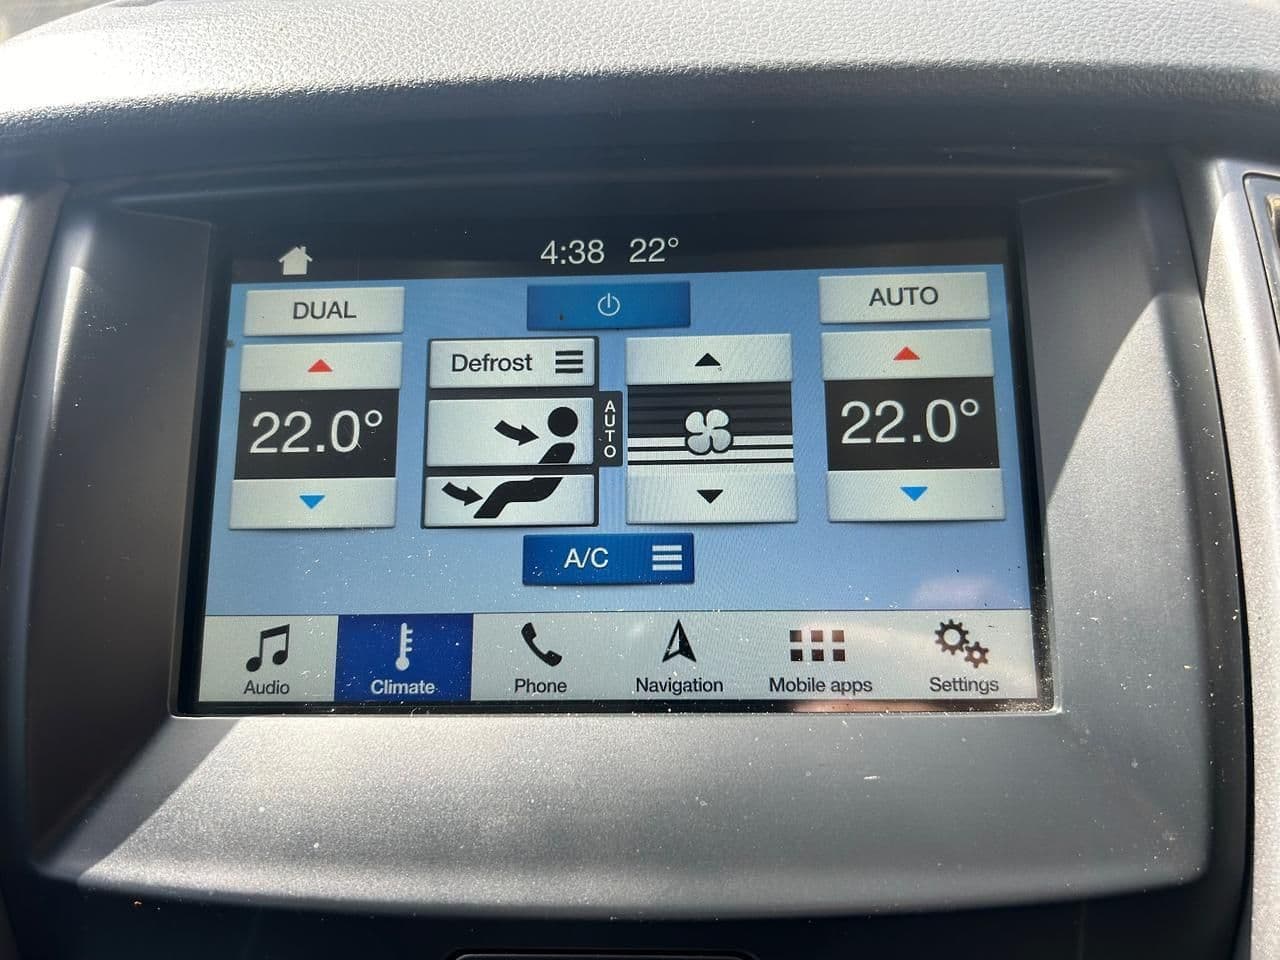 4:38 22°
DUAL
AUTO
Defrost
22.0°
AUTO
22.0°
A/C
Audio
Climate
Phone
Navigation
Mobile apps
Settings